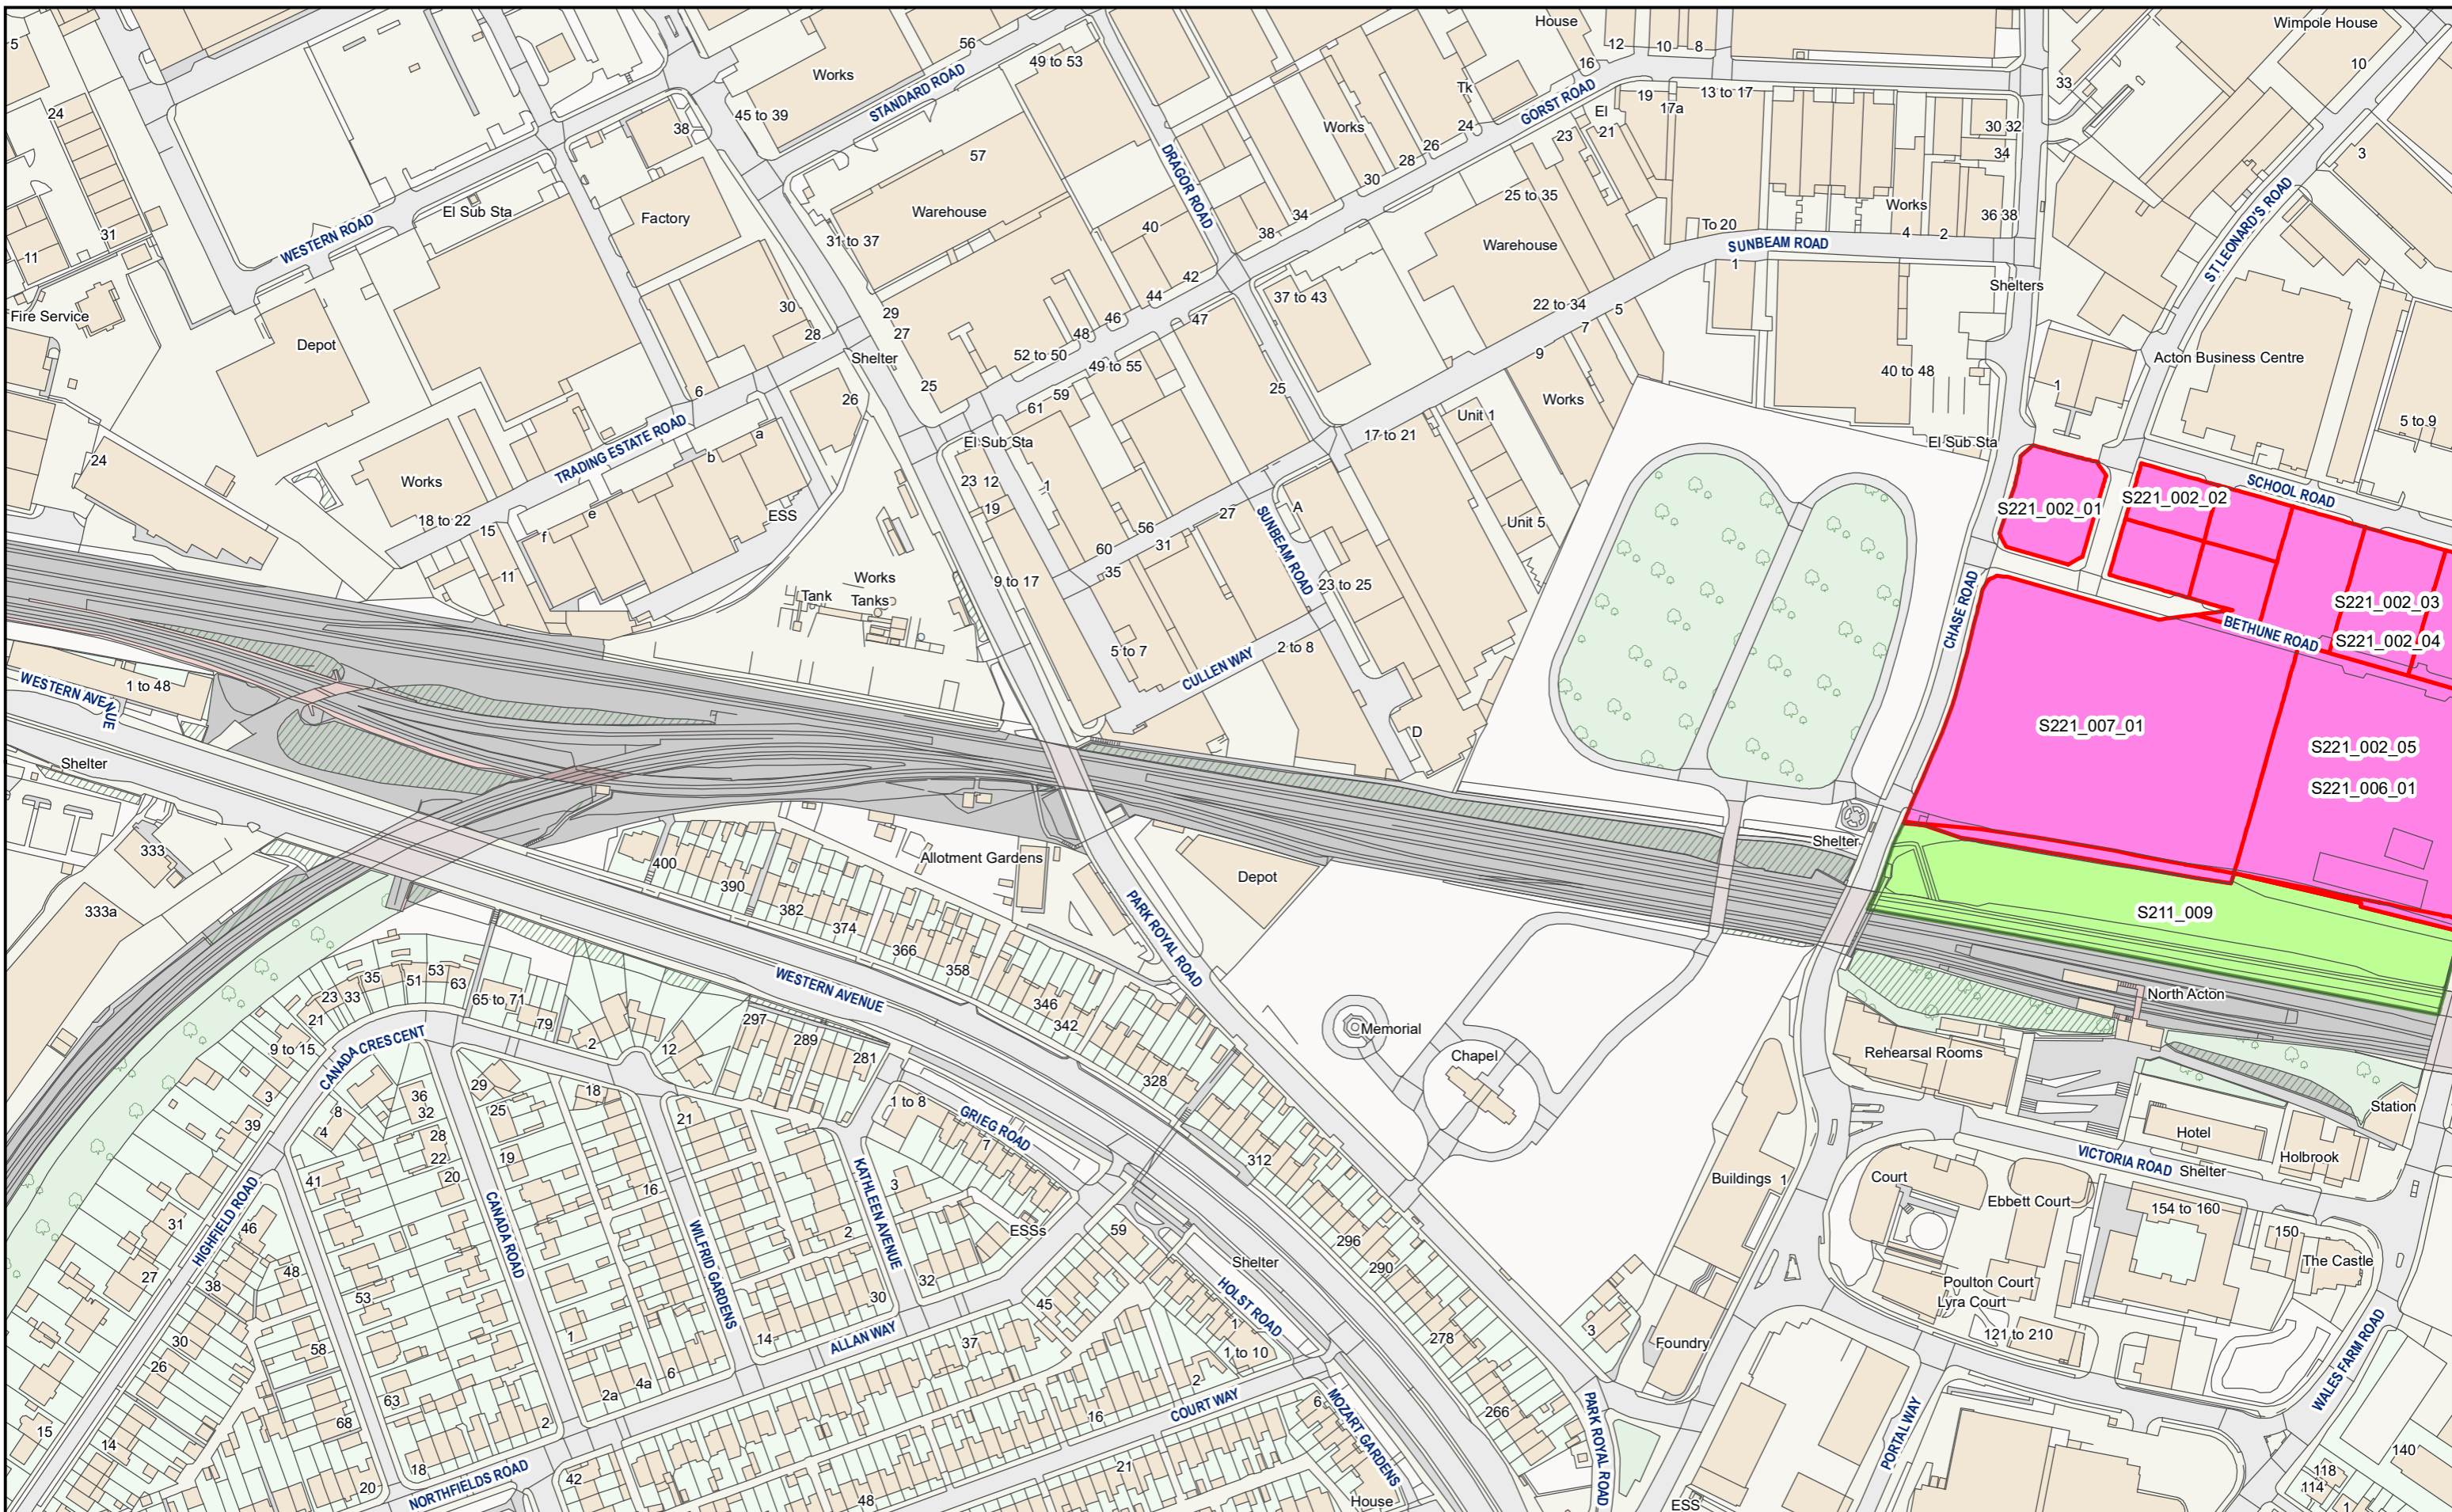 5
24
31
11
Fire Service
24
WESTERN ROAD
El Sub Sta
Depot
Factory
38
Works
56
STANDARD ROAD
45 to 39
49 to 53
57
Warehouse
31 to 37
30
28
29
27
Shelter
25
26
6
TRADING ESTATE ROAD
a
b
e
f
ESS
Works
18 to 22
15
11
DRAGOR ROAD
40
42
44
46
48
52 to 50
49 to 55
47
59
61
El Sub Sta
23
12
19
1
9 to 17
5 to 7
60
56
35
31
27
25
CULLEN WAY
2 to 8
23 to 25
SUNBEAM ROAD
A
D
Works
Tank
Tanks
House
12
10
8
16
Tk
GORST ROAD
Works
24
26
28
30
34
38
37 to 43
El
19
17a
21
23
13 to 17
25 to 35
Warehouse
To 20
SUNBEAM ROAD
1
22 to 34
5
7
9
Works
Unit 1
17 to 21
Unit 5
Works
4
2
30 32
34
36 38
33
Shelters
40 to 48
El Sub Sta
1
Wimpole House
10
3
ST LEONARD'S ROAD
Acton Business Centre
5 to 9
SCHOOL ROAD
S221_002_01
S221_002_02
S221_002_03
S221_002_04
BETHUNE ROAD
CHASE ROAD
S221_007_01
S221_002_05
S221_006_01
S211_009
Shelter
North Acton
Rehearsal Rooms
Station
Hotel
Holbrook
VICTORIA ROAD
Shelter
Court
Ebbett Court
154 to 160
150
The Castle
Poulton Court
Lyra Court
121 to 210
WALES FARM ROAD
PORTAL WAY
140
118
114
1
Buildings 1
Foundry
3
ESS
Memorial
Chapel
Depot
Allotment Gardens
PARK ROYAL ROAD
WESTERN AVENUE
1 to 48
Shelter
333
333a
400
390
382
374
366
358
346
342
328
312
296
290
278
266
PARK ROYAL ROAD
WESTERN AVENUE
53
51
35
63
23
33
21
65 to 71
79
9 to 15
CANADA CRESCENT
2
12
297
289
281
3
8
4
39
36
32
29
25
28
22
20
19
18
21
1 to 8
GRIEG ROAD
7
3
41
HIGHFIELD ROAD
CANADA ROAD
16
WILFRID GARDENS
KATHLEEN AVENUE
2
ESSs
59
Shelter
31
46
27
38
48
53
32
30
45
HOLST ROAD
1
1 to 10
30
26
58
1
14
ALLAN WAY
37
63
2a
4a
6
2
15
14
68
2
16
COURT WAY
6
MOZART GARDENS
20
18
NORTHFIELDS ROAD
42
21
48
House